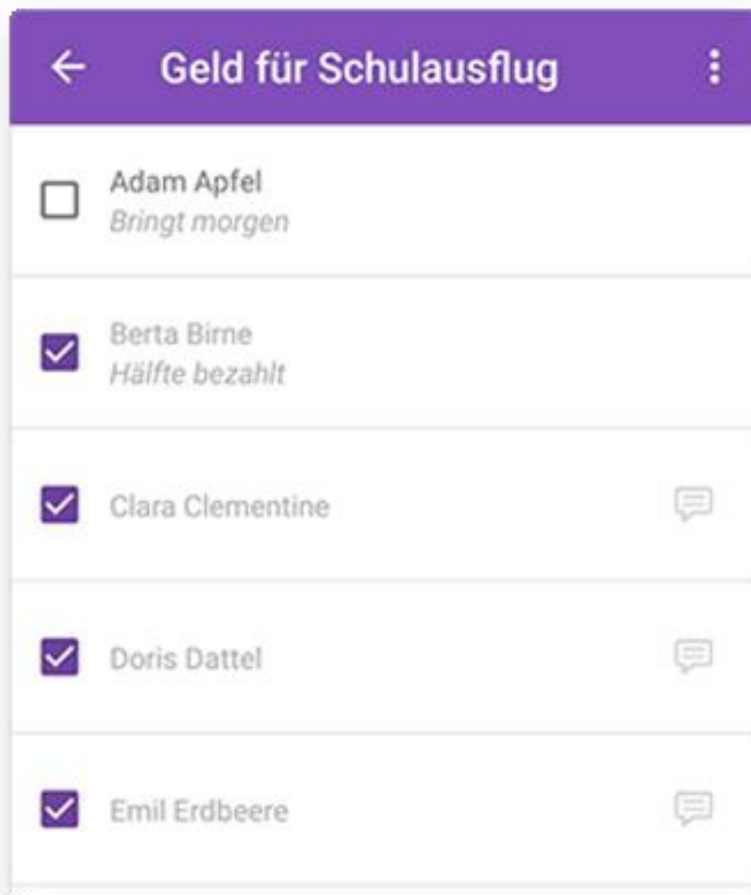 Geld für Schulausflug
Adam Apfel
Bringt morgen
Berta Birne
Hälfte bezahlt
Clara Clementine
Doris Dattel
Emil Erdbeere